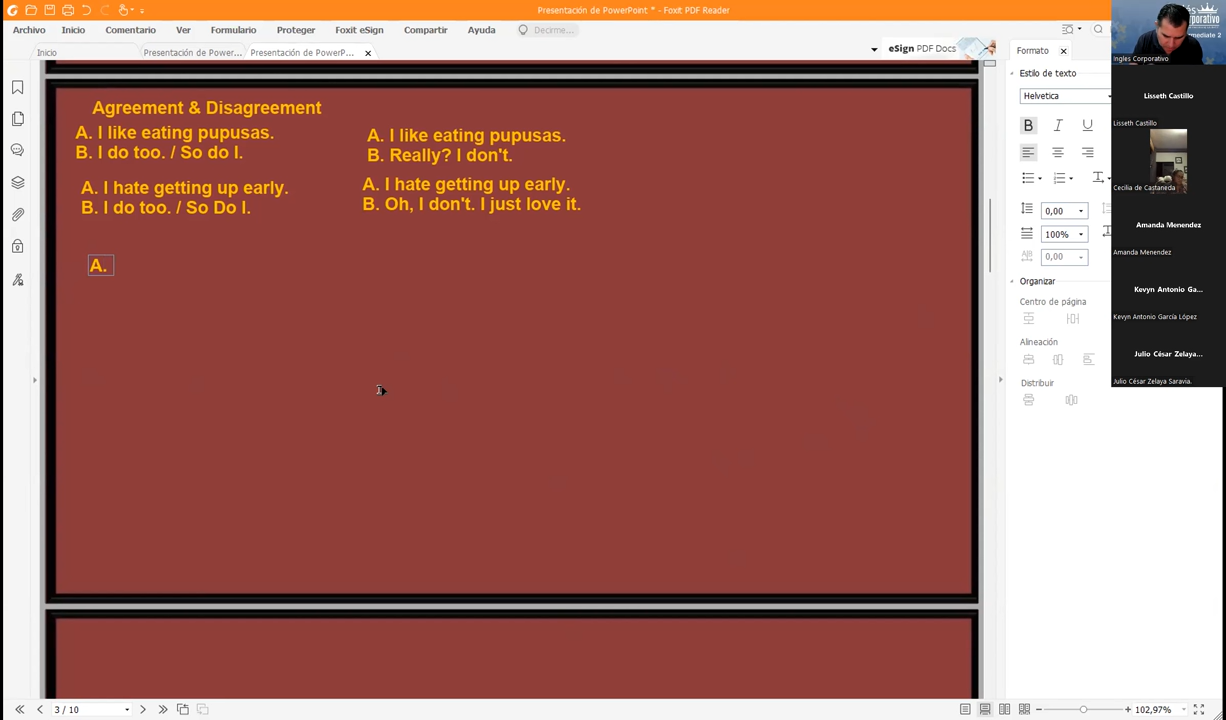 Presentación de PowerPoint * - Foxit PDF Reader
Archivo Inicio Comentario Ver Formulario Proteger Foxit eSign Compartir Ayuda Decirme...
Inicio Presentación de Power... Presentación de PowerP...
eSign PDF Docs
Agreement & Disagreement
A. I like eating pupusas.
B. I do too. / So do I.
A. I like eating pupusas.
B. Really? I don't.
A. I hate getting up early.
B. I do too. / So Do I.
A. I hate getting up early.
B. Oh, I don't. I just love it.
A.
Formato
Estilo de texto
Helvetica
B I U
0,00
100%
0,00
Organizar
Centro de página
Alineación
Distribuir
Ingles Corporativo
Lisseth Castillo
Lisseth Castillo
Cecilia de Castaneda
Amanda Menendez
Amanda Menendez
Kevyn Antonio Ga...
Kevyn Antonio García López
Julio César Zelaya...
Julio César Zelaya Saravia.
3 / 10
102,97%